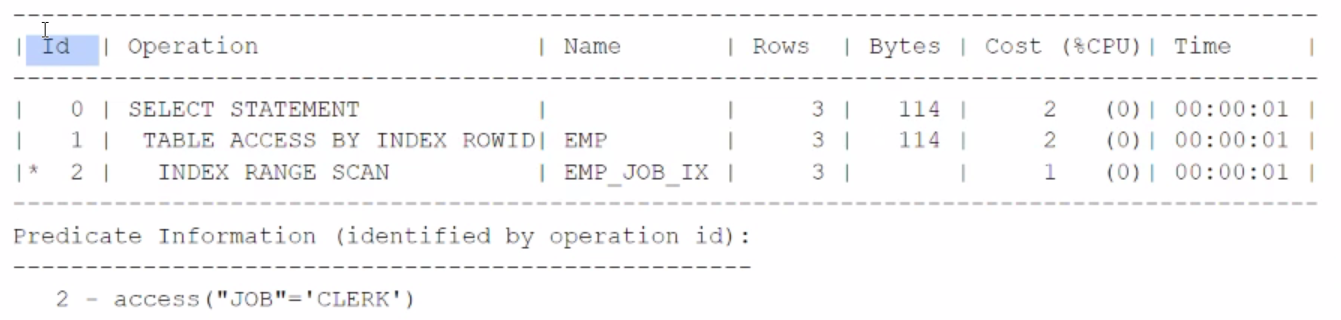 --------------------------------------------------------------------------------------------
| Id  | Operation                   | Name       | Rows  | Bytes | Cost (%CPU)| Time     |
--------------------------------------------------------------------------------------------
|   0 | SELECT STATEMENT            |            |     3 |   114 |     2   (0)| 00:00:01 |
|   1 |  TABLE ACCESS BY INDEX ROWID| EMP        |     3 |   114 |     2   (0)| 00:00:01 |
|*  2 |   INDEX RANGE SCAN          | EMP_JOB_IX |     3 |       |     1   (0)| 00:00:01 |
--------------------------------------------------------------------------------------------
Predicate Information (identified by operation id):
---------------------------------------------------
   2 - access("JOB"='CLERK')